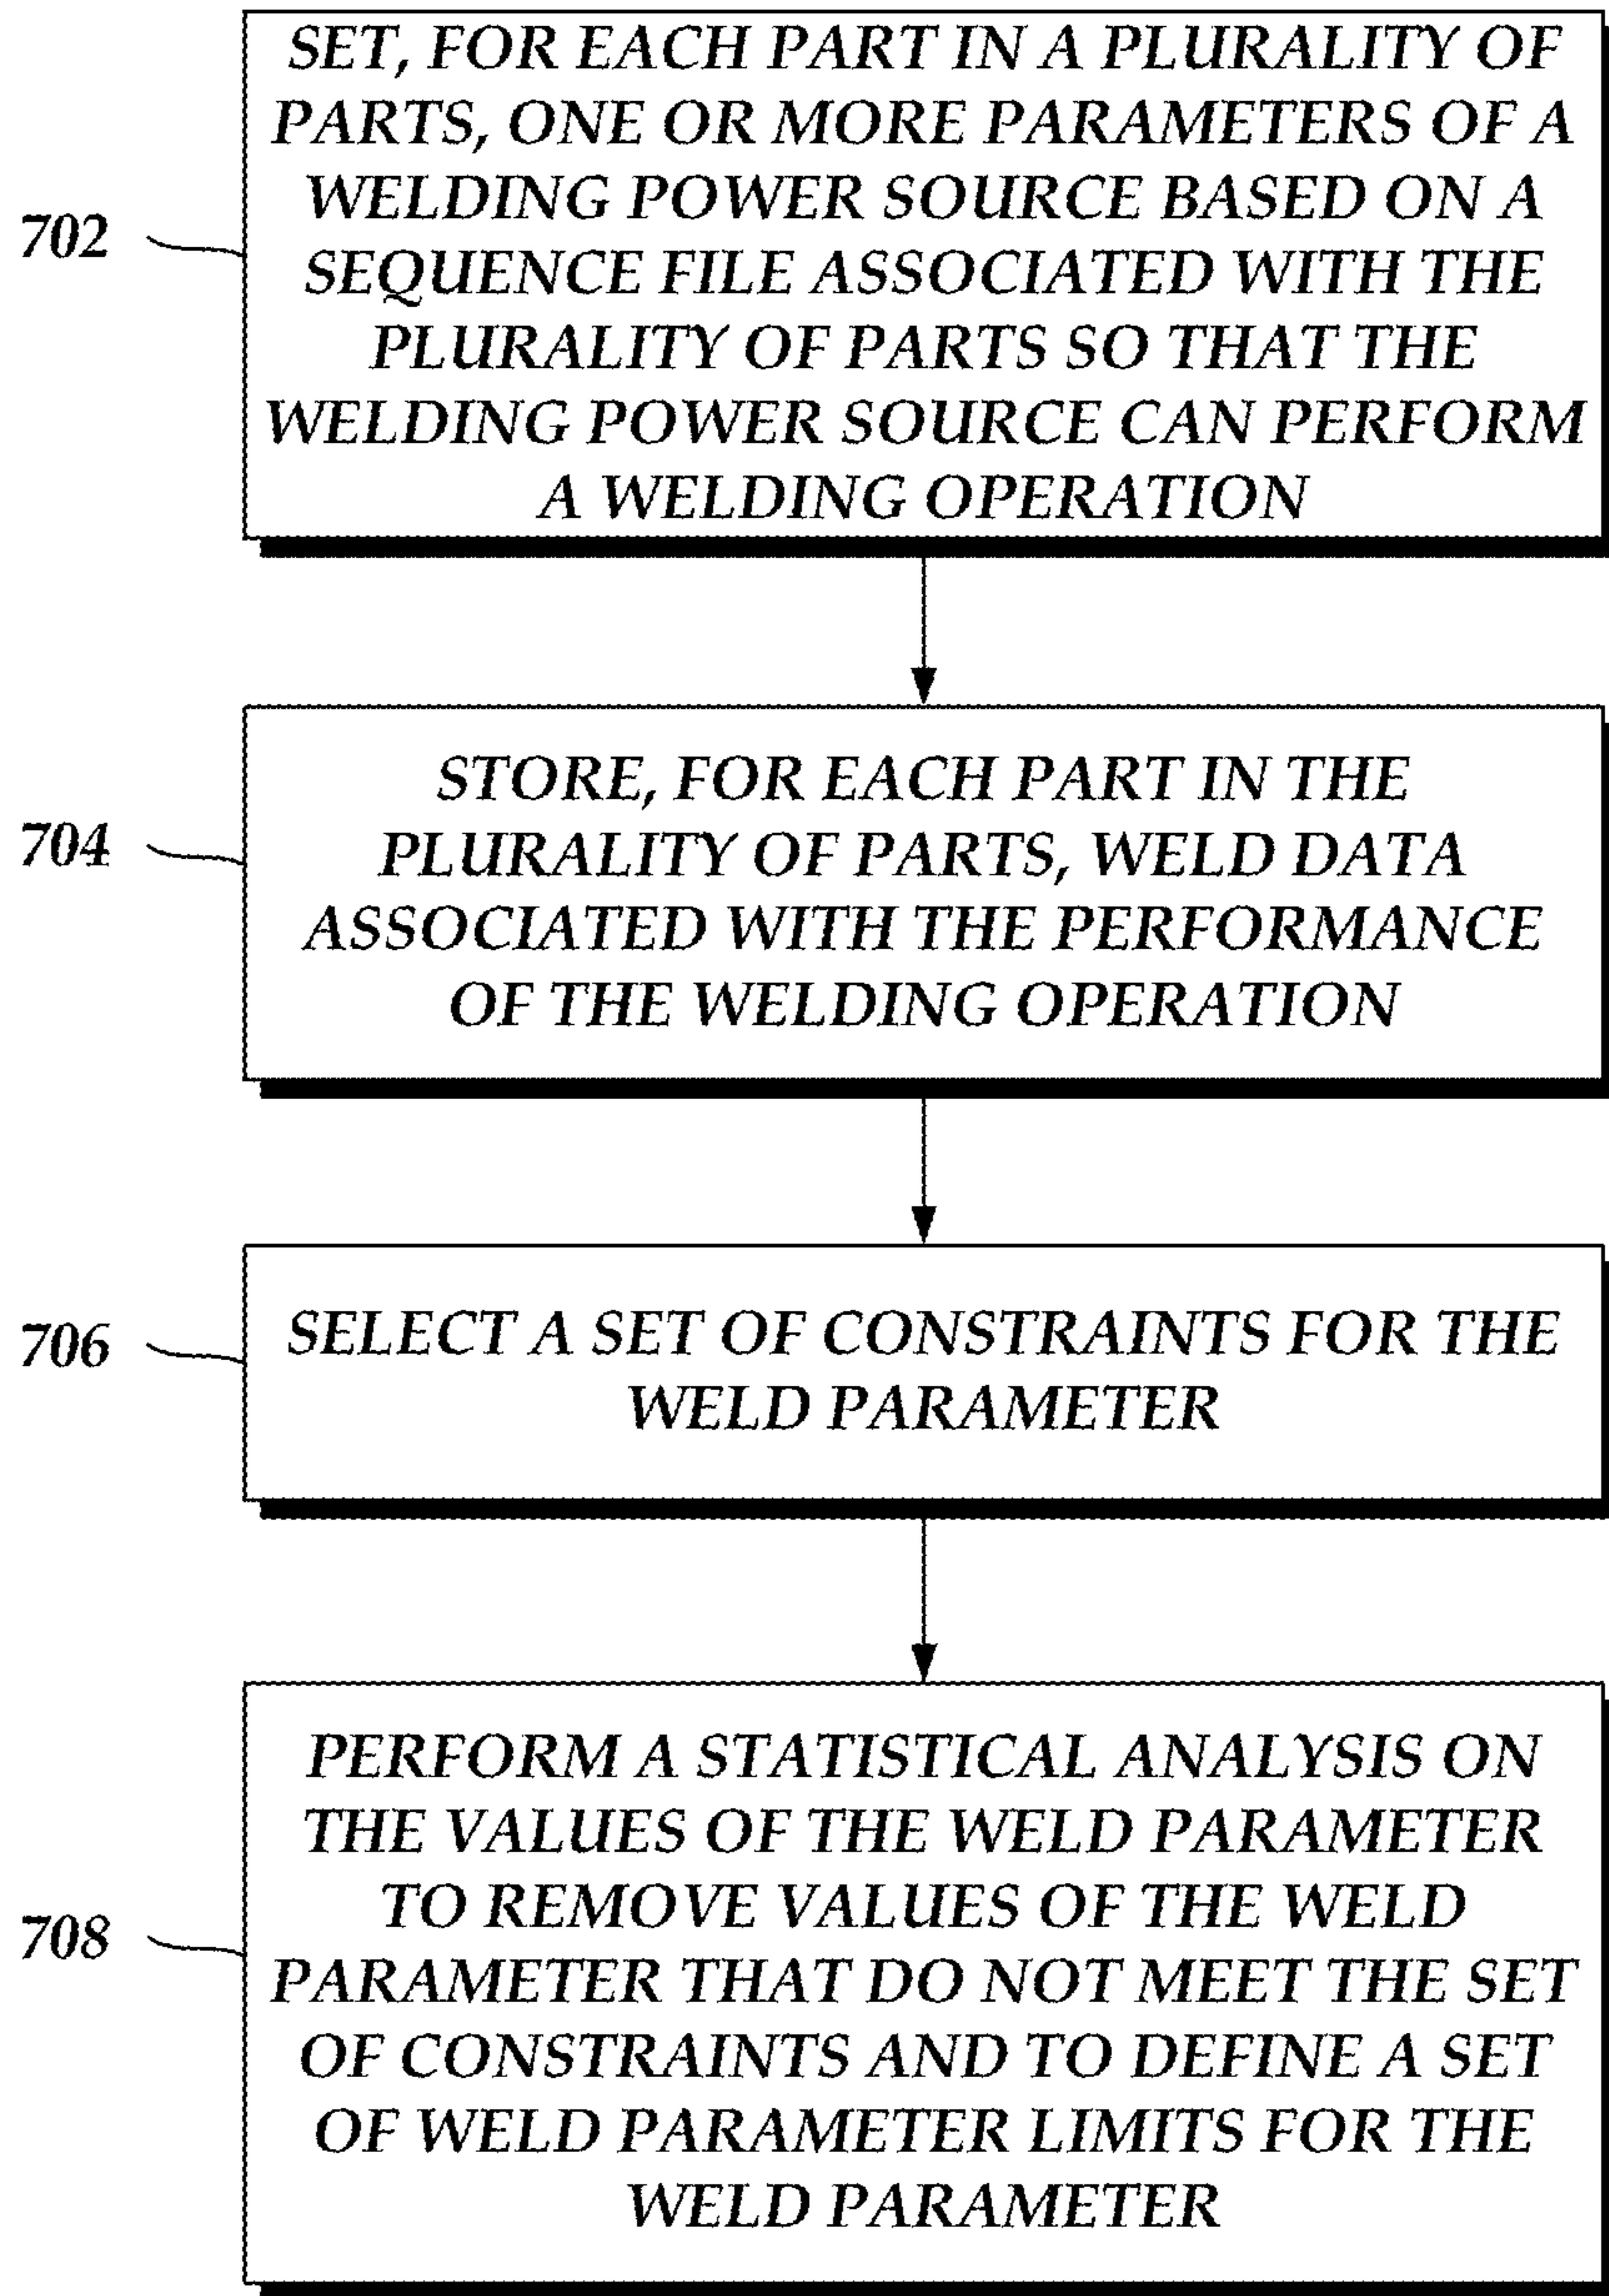 SET, FOR EACH PART IN A PLURALITY OF
PARTS, ONE OR MORE PARAMETERS OF A
WELDING POWER SOURCE BASED ON A
702
SEQUENCE FILE ASSOCIATED WITH THE
PLURALITY OF PARTS SO THAT THE
WELDING POWER SOURCE CAN PERFORM
A WELDING OPERATION
STORE, FOR EACH PART IN THE
704
PLURALITY OF PARTS, WELD DATA
ASSOCIATED WITH THE PERFORMANCE
OF THE WELDING OPERATION
706
SELECT A SET OF CONSTRAINTS FOR THE
WELD PARAMETER
PERFORM A STATISTICAL ANALYSIS ON
THE VALUES OF THE WELD PARAMETER
TO REMOVE VALUES OF THE WELD
708
PARAMETER THAT DO NOT MEET THE SET
OF CONSTRAINTS AND TO DEFINE A SET
OF WELD PARAMETER LIMITS FOR THE
WELD PARAMETER